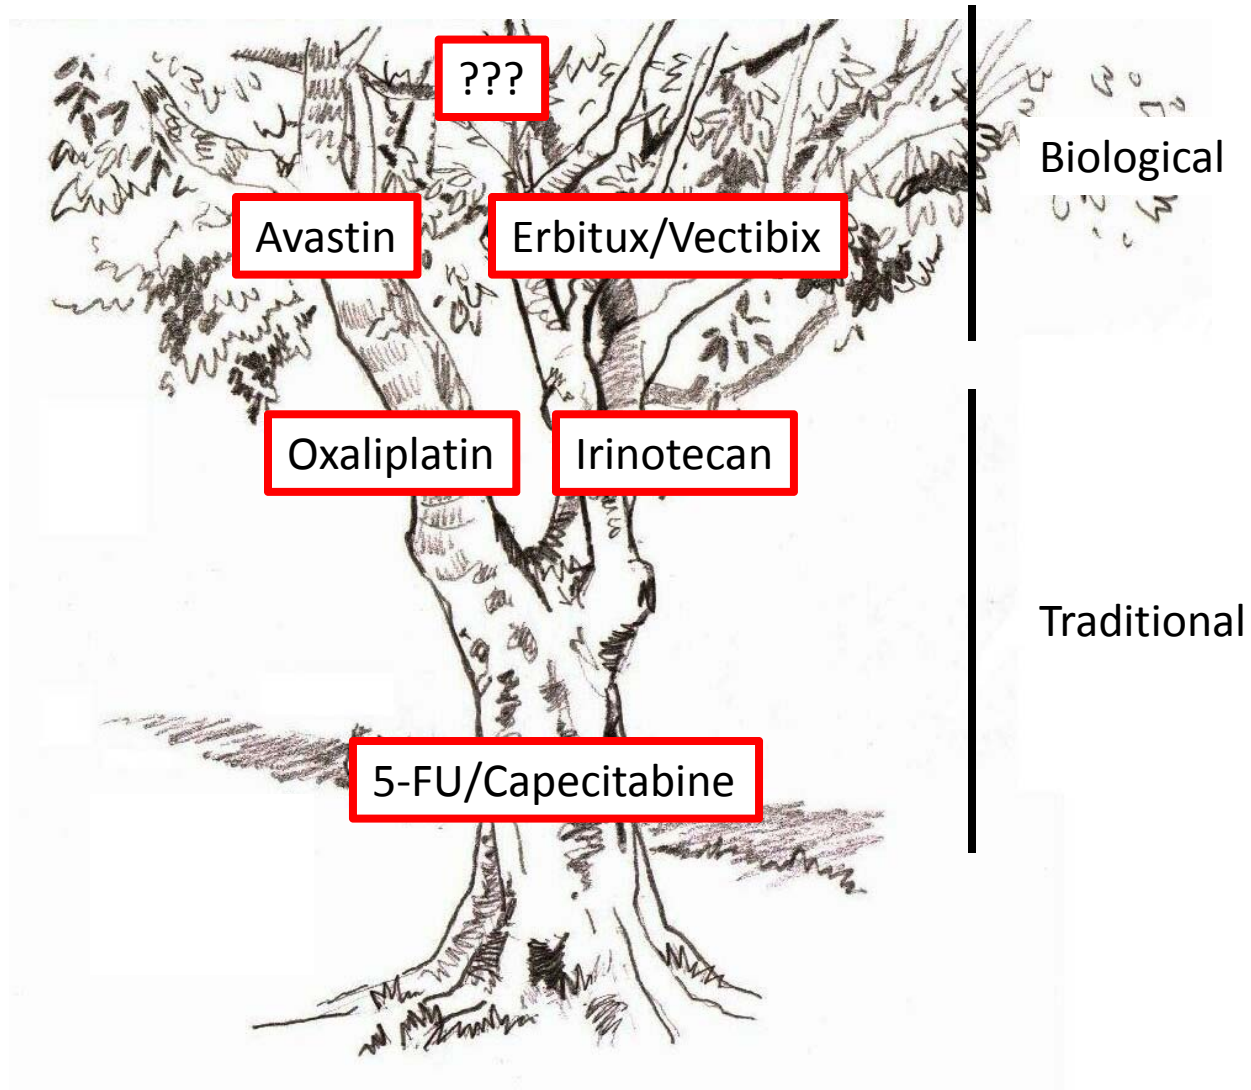 ???
Biological
Avastin
Erbitux/Vectibix
Oxaliplatin
Irinotecan
Traditional
5-FU/Capecitabine